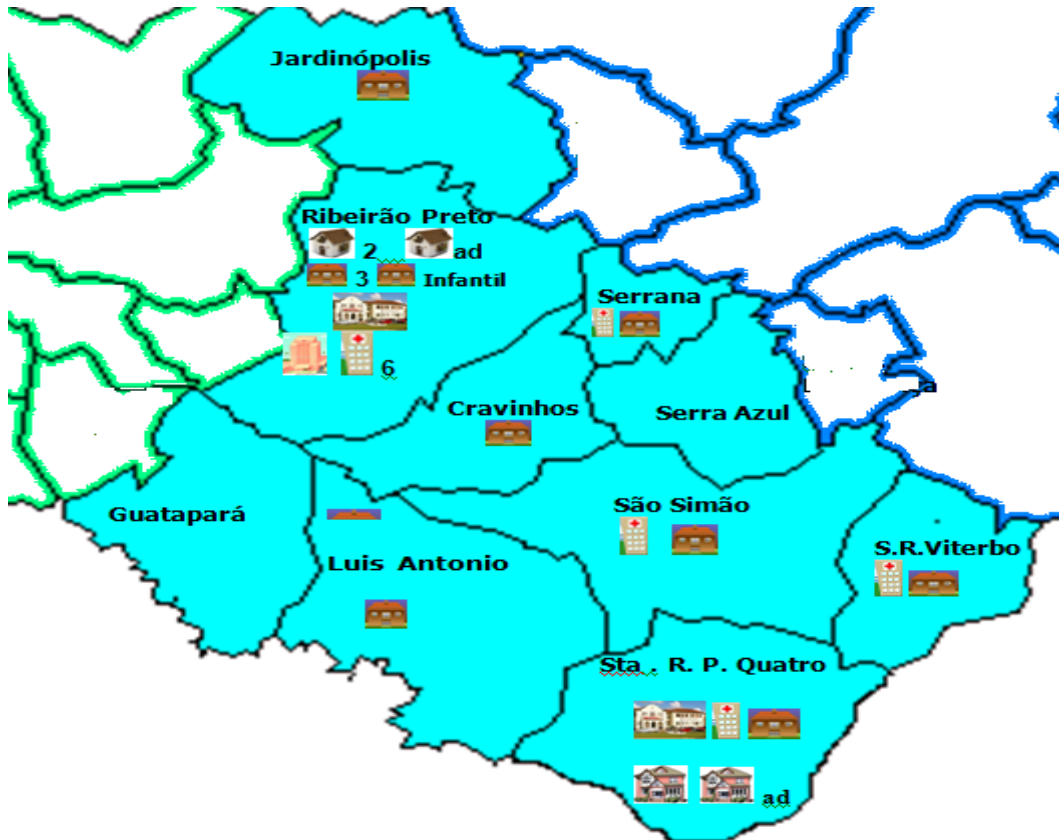 Jardinópolis
Ribeirão Preto
2 ad
3 Infantil
6
Serrana
Cravinhos
Serra Azul
Guatapará
São Simão
S.R.Viterbo
Luis Antonio
Sta . R. P. Quatro
ad